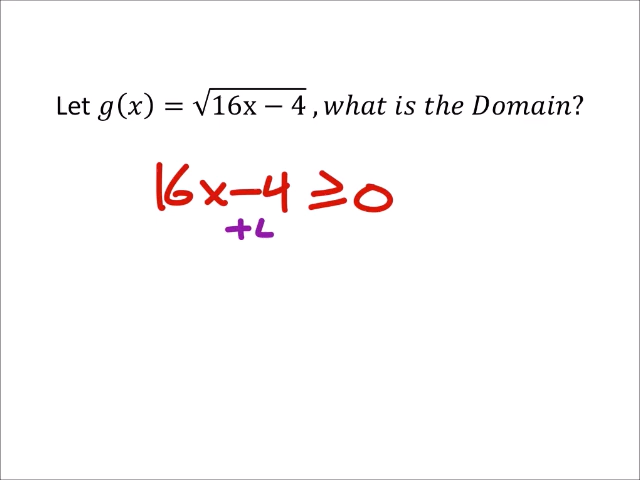 Let g(x) = √16x − 4 , what is the Domain?
16x−4 ≥0
+